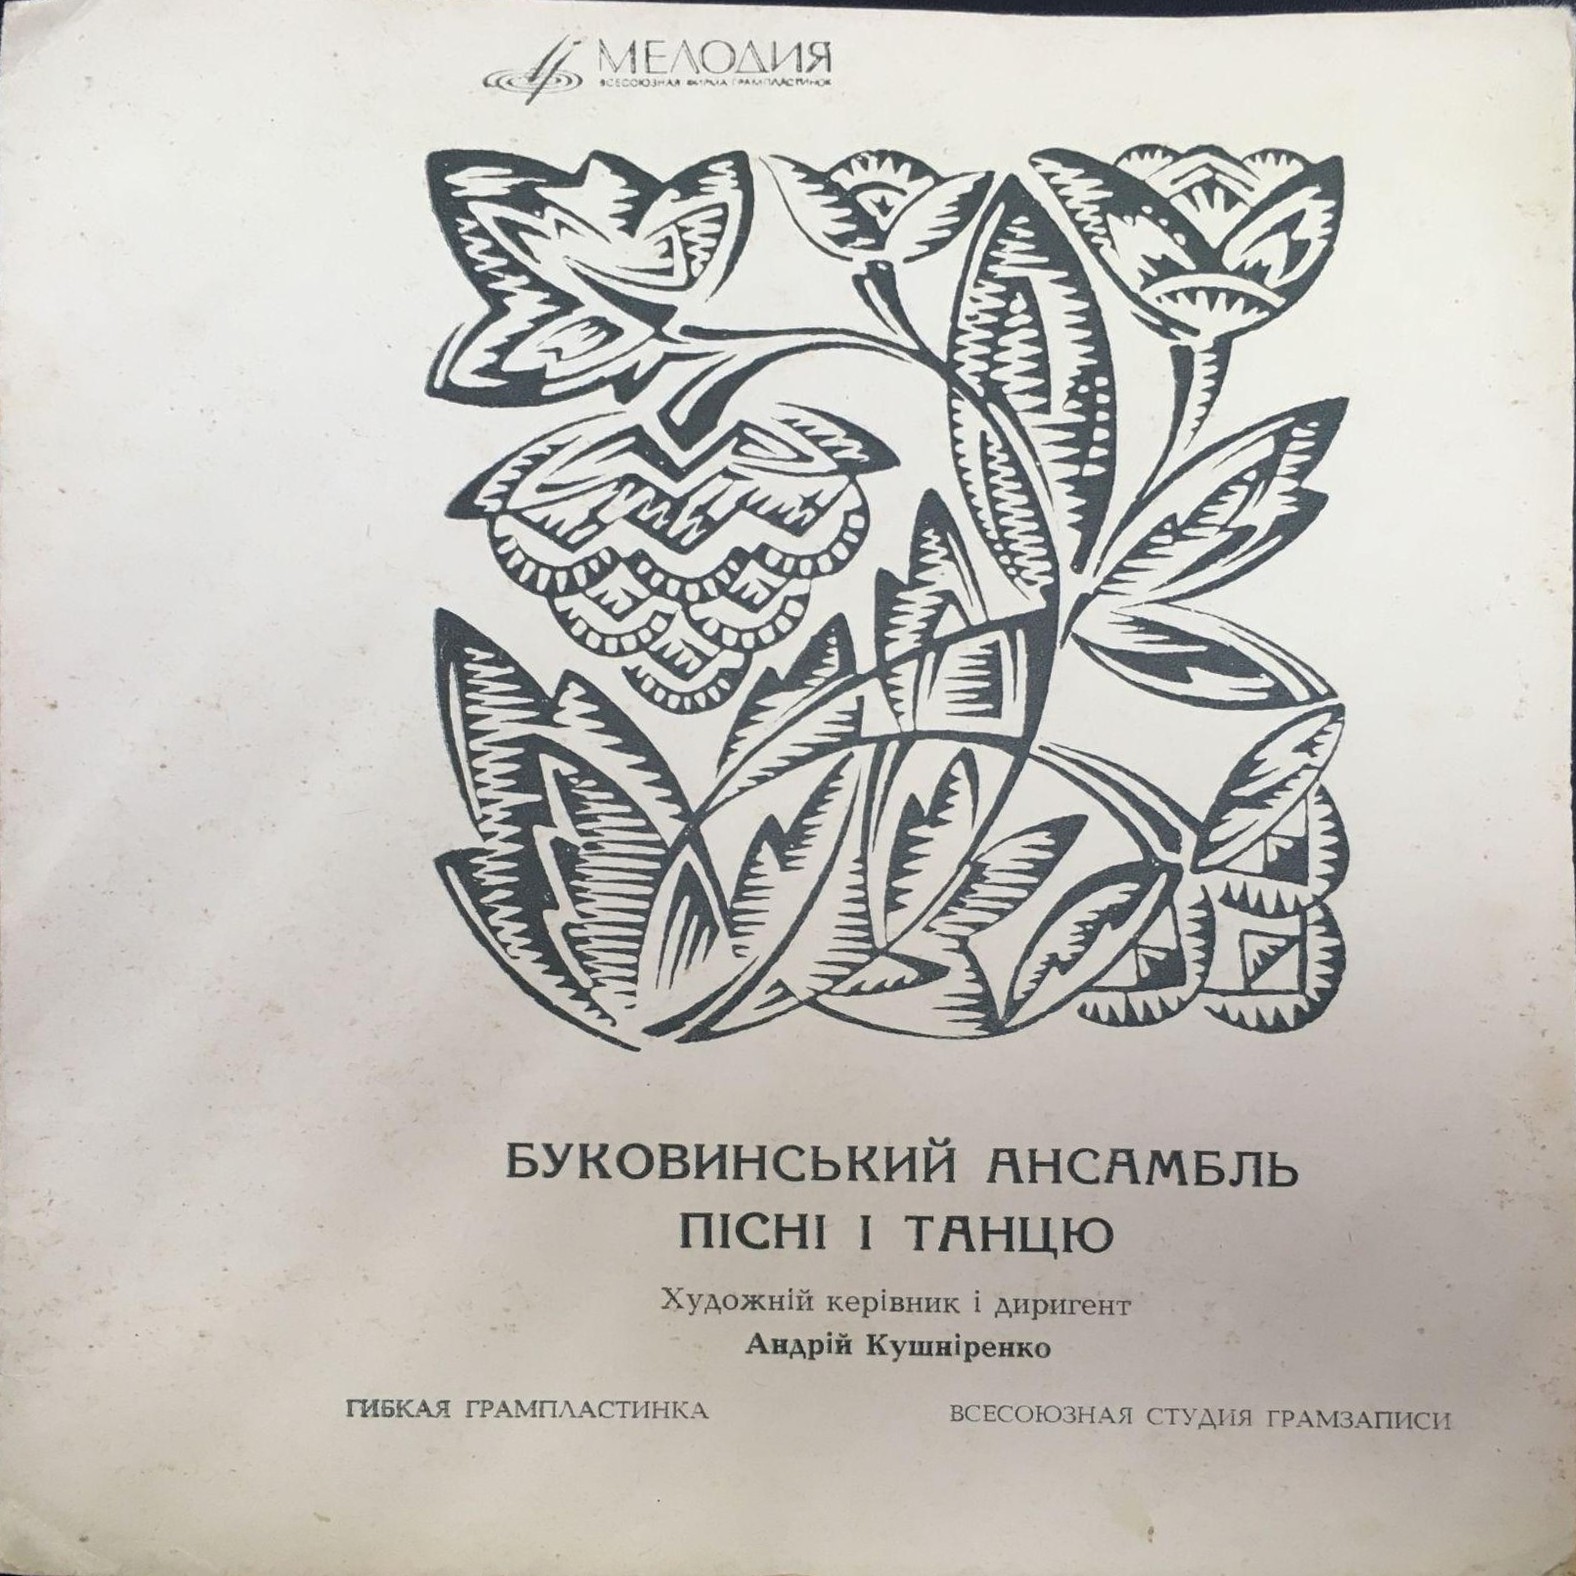 МЕЛОДИЯ
ВСЕСОЮЗНАЯ ФИРМА ГРАМПЛАСТИНОК
БУКОВИНСЬКИЙ АНСАМБЛЬ
ПІСНІ І ТАНЦЮ
Художній керівник і диригент
Андрій Кушніренко
ГИБКАЯ ГРАМПЛАСТИНКА
ВСЕСОЮЗНАЯ СТУДИЯ ГРАМЗАПИСИ